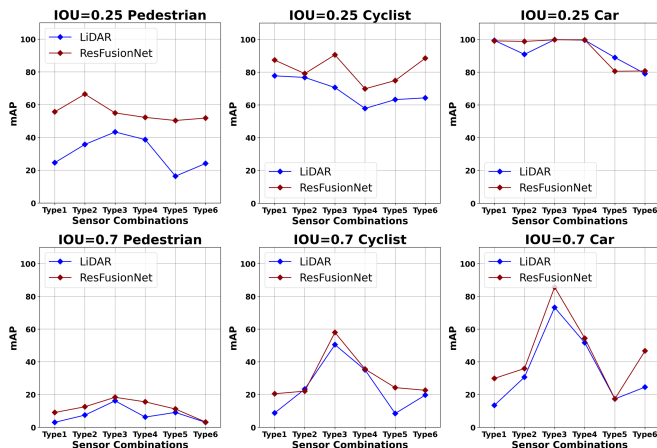 IOU=0.25 Pedestrian
100
80
60
40
20
0
mAP
LiDAR
ResFusionNet
Type1 Type2 Type3 Type4 Type5 Type6
Sensor Combinations
IOU=0.25 Cyclist
100
80
60
40
20
0
mAP
LiDAR
ResFusionNet
Type1 Type2 Type3 Type4 Type5 Type6
Sensor Combinations
IOU=0.25 Car
100
80
60
40
20
0
mAP
LiDAR
ResFusionNet
Type1 Type2 Type3 Type4 Type5 Type6
Sensor Combinations
IOU=0.7 Pedestrian
100
80
60
40
20
0
mAP
LiDAR
ResFusionNet
Type1 Type2 Type3 Type4 Type5 Type6
Sensor Combinations
IOU=0.7 Cyclist
100
80
60
40
20
0
mAP
LiDAR
ResFusionNet
Type1 Type2 Type3 Type4 Type5 Type6
Sensor Combinations
IOU=0.7 Car
100
80
60
40
20
0
mAP
LiDAR
ResFusionNet
Type1 Type2 Type3 Type4 Type5 Type6
Sensor Combinations